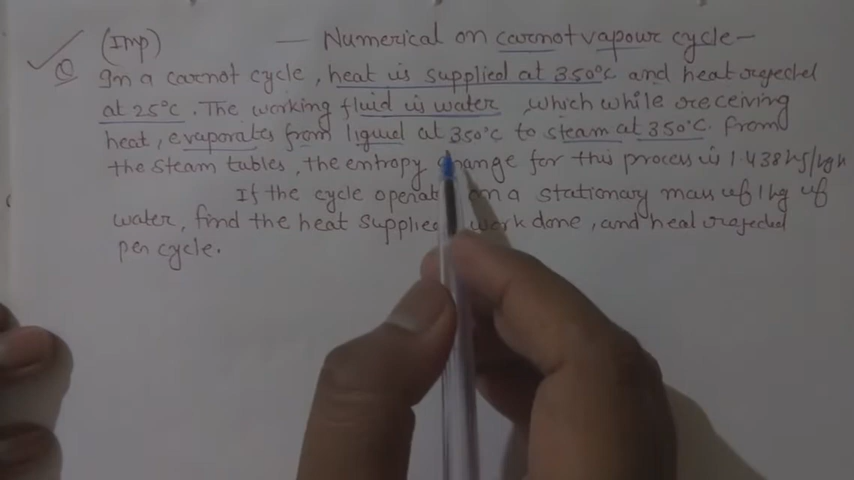 (Imp) — Numerical on carnot vapour cycle —
Q In a carnot cycle, heat is supplied at 350°C and heat rejected
at 25°C. The working fluid is water, which while receiving
heat, evaporates from liquid at 350°C to steam at 350°C. From
the steam tables, the entropy change for this process is 1.438 kJ/kgk
If the cycle operat on a stationary mass of 1kg of
water, find the heat supplied work done, and heat rejected
per cycle.